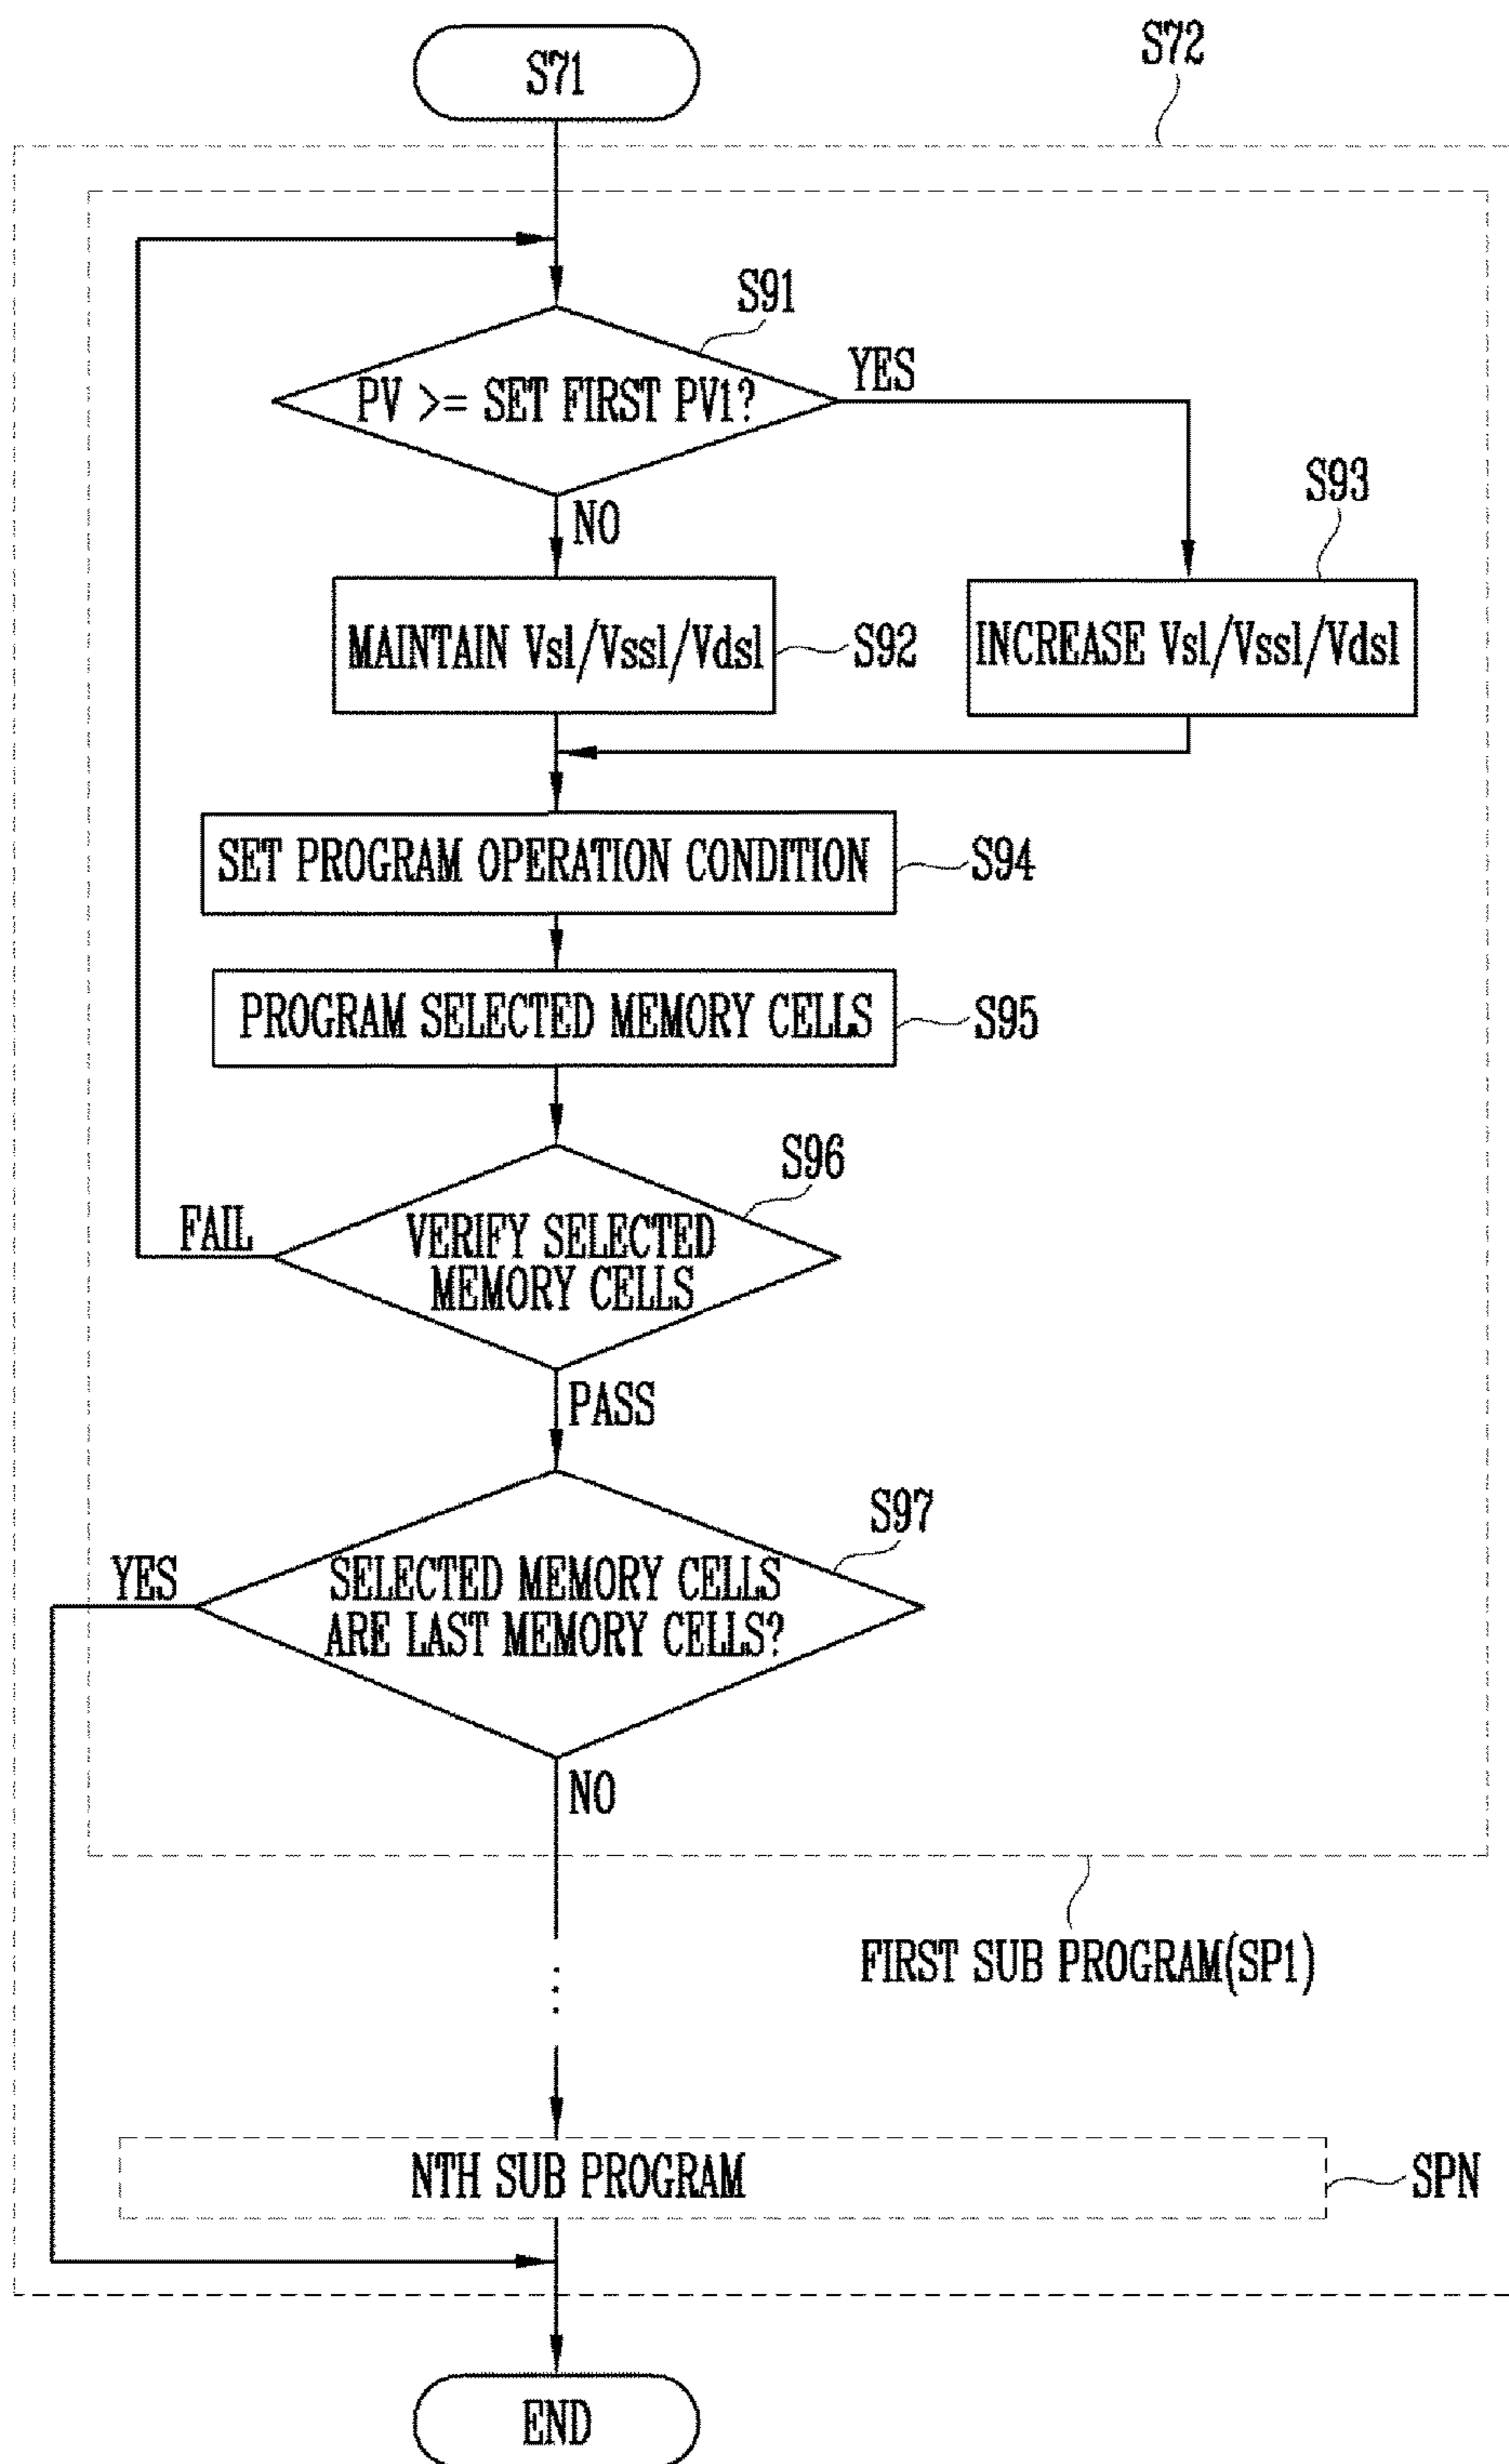 S71
S72
S91
PV >= SET FIRST PV1?
YES
NO
S93
MAINTAIN Vsl/Vssl/Vdsl
S92
INCREASE Vsl/Vssl/Vdsl
SET PROGRAM OPERATION CONDITION
S94
PROGRAM SELECTED MEMORY CELLS
S95
S96
FAIL
VERIFY SELECTED
MEMORY CELLS
PASS
S97
YES
SELECTED MEMORY CELLS
ARE LAST MEMORY CELLS?
NO
FIRST SUB PROGRAM(SP1)
NTH SUB PROGRAM
SPN
END